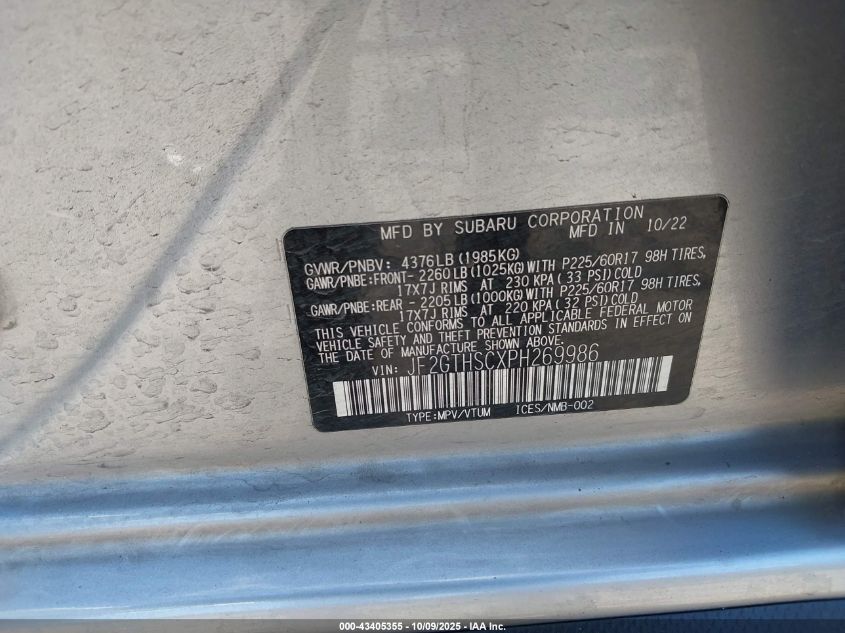 MFD BY SUBARU CORPORATION
MFD IN 10/22
GVWR/PNBV: 4376LB (1985KG)
GAWR/PNBE: FRONT- 2260LB (1025KG) WITH P225/60R17 98H TIRES,
17X7J RIMS AT 230 KPA (33 PSI) COLD
GAWR/PNBE: REAR - 2205LB (1000KG) WITH P225/60R17 98H TIRES,
17X7J RIMS AT 220 KPA (32 PSI) COLD
THIS VEHICLE CONFORMS TO ALL APPLICABLE FEDERAL MOTOR
VEHICLE SAFETY AND THEFT PREVENTION STANDARDS IN EFFECT ON
THE DATE OF MANUFACTURE SHOWN ABOVE.
VIN: JF2GTHSCXPH269986
TYPE:MPV/VTUM ICES/NMB-002
000-43405355 - 10/09/2025 - IAA Inc.